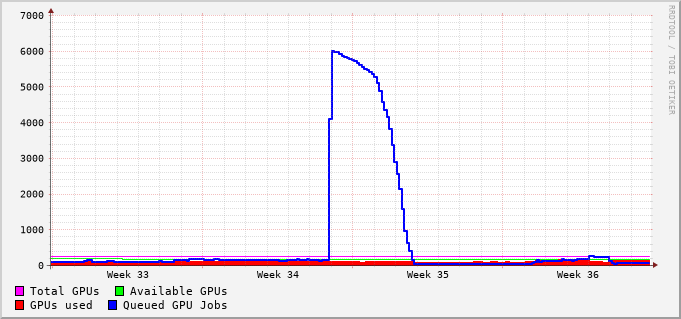 7000
6000
5000
4000
3000
2000
1000
0
Week 33 Week 34 Week 35 Week 36
Total GPUs Available GPUs
GPUs used Queued GPU Jobs
RRDTOOL / TOBI OETIKER